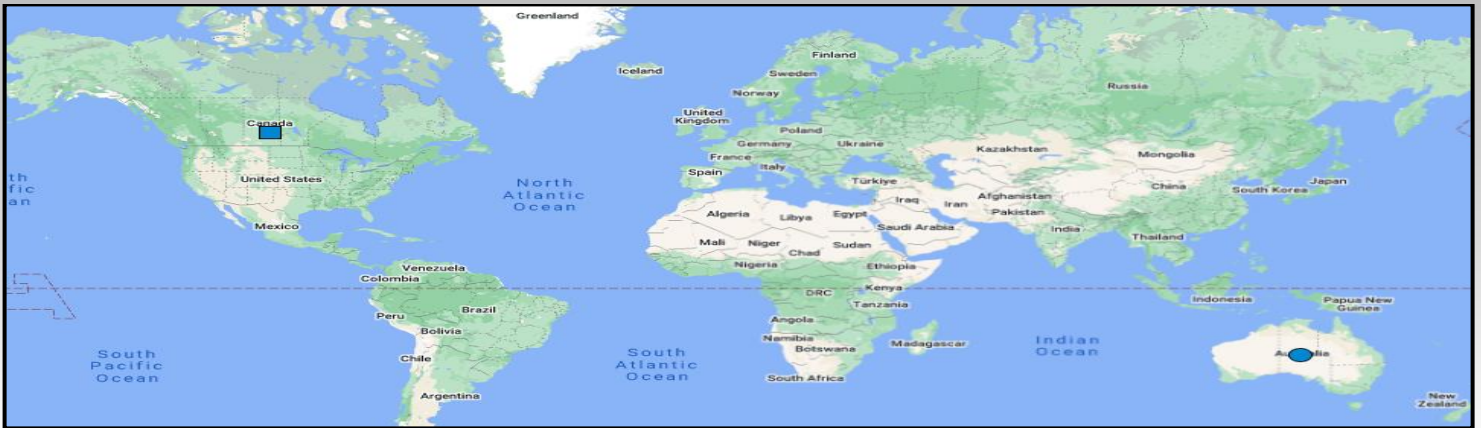 Greenland
Iceland
Finland
Sweden
Norway
Russia
United
Kingdom
Canada
Poland
Germany
Ukraine
France
Kazakhstan
Mongolia
Italy
Spain
United States
Türkiye
China
South Korea
Japan
North
Atlantic
Ocean
Afghanistan
Iraq
Iran
Pakistan
Algeria
Libya
Egypt
Saudi Arabia
India
Mexico
Mali
Niger
Chad
Sudan
Thailand
Venezuela
Colombia
Nigeria
Ethiopia
Kenya
DRC
Tanzania
Indonesia
Papua New
Guinea
Peru
Brazil
Bolivia
Angola
Namibia
Botswana
Madagascar
Indian
Ocean
South
Pacific
Ocean
Chile
South
Atlantic
Ocean
South Africa
Argentina
New
Zealand